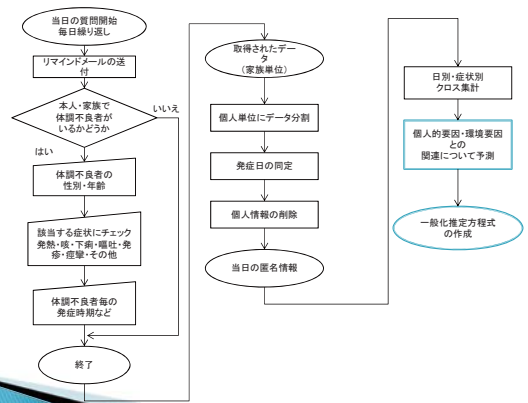 当日の質問開始
毎日繰り返し
リマインドメールの送
付
本人・家族で
体調不良者が
いるかどうか
いいえ
はい
体調不良者の
性別・年齢
該当する症状にチェック
発熱・咳・下痢・嘔吐・発
疹・痙攣・その他
体調不良者毎の
発症時期など
終了
取得されたデー
タ
(家族単位)
個人単位にデータ分割
発症日の同定
個人情報の削除
当日の匿名情報
日別・症状別
クロス集計
個人的要因・環境要因
との
関連について予測
一般化推定方程式
の作成